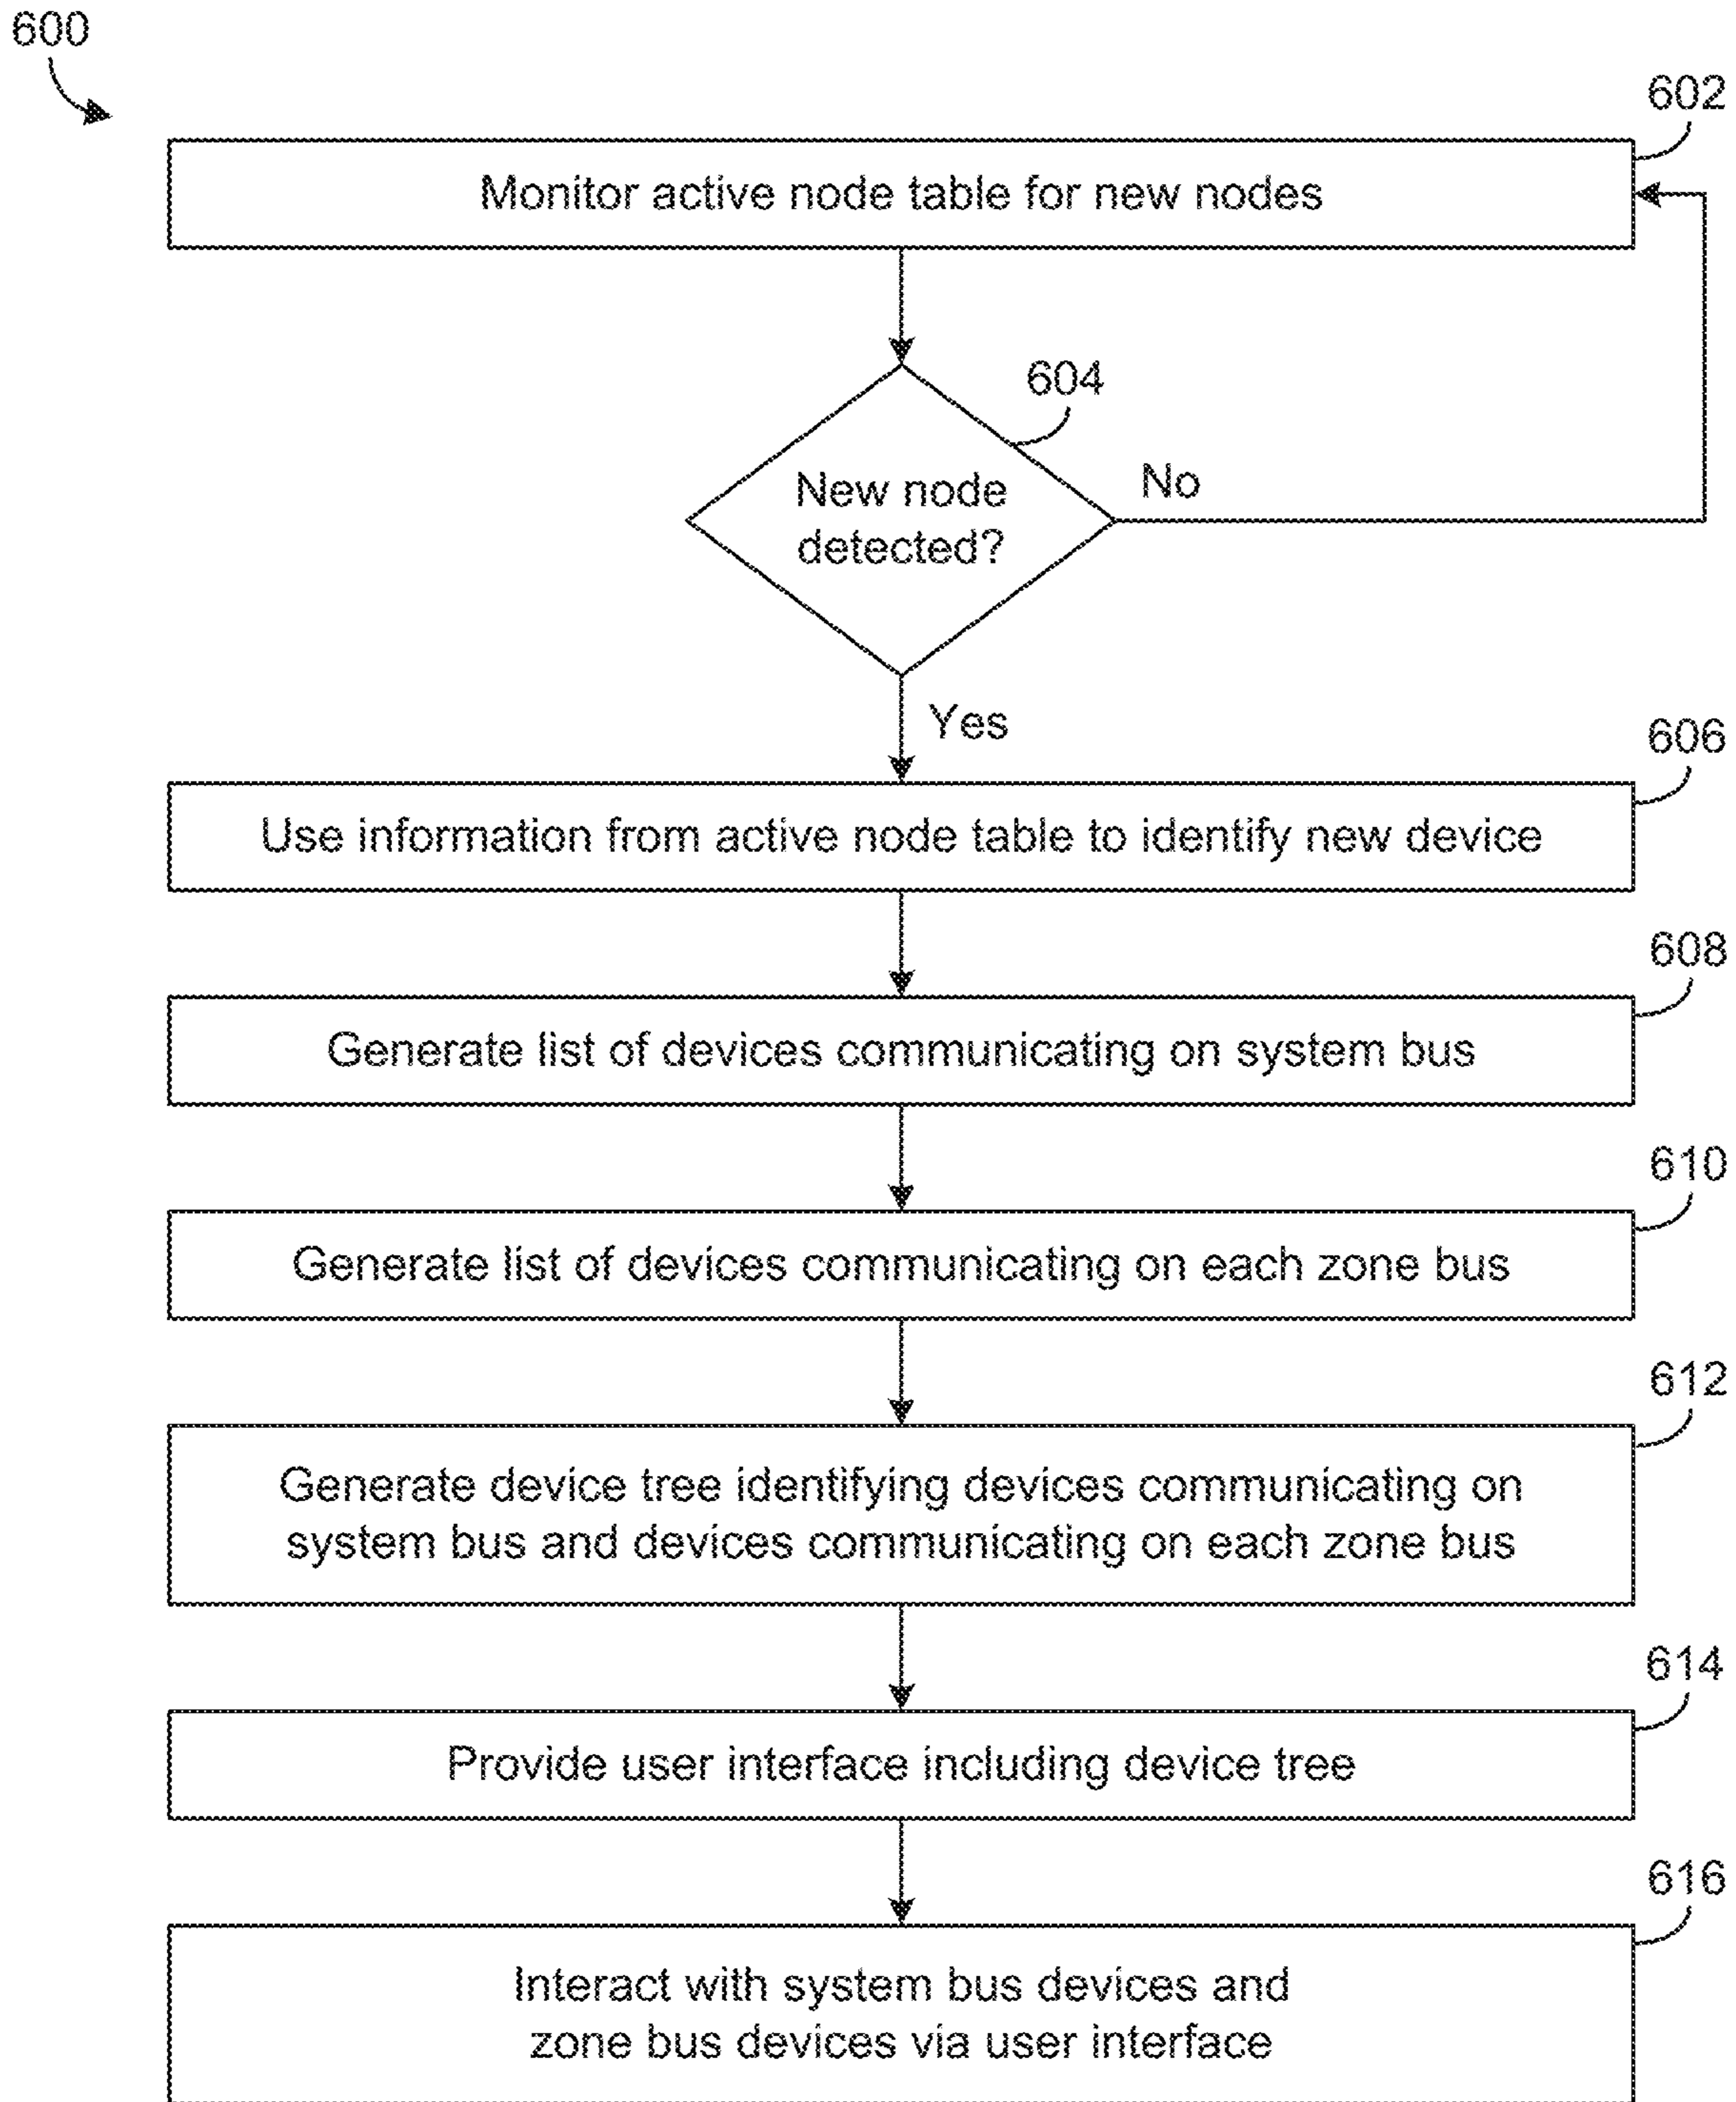 600
602
Monitor active node table for new nodes
604
New node
detected?
No
Yes
606
Use information from active node table to identify new device
608
Generate list of devices communicating on system bus
610
Generate list of devices communicating on each zone bus
612
Generate device tree identifying devices communicating on
system bus and devices communicating on each zone bus
614
Provide user interface including device tree
616
Interact with system bus devices and
zone bus devices via user interface